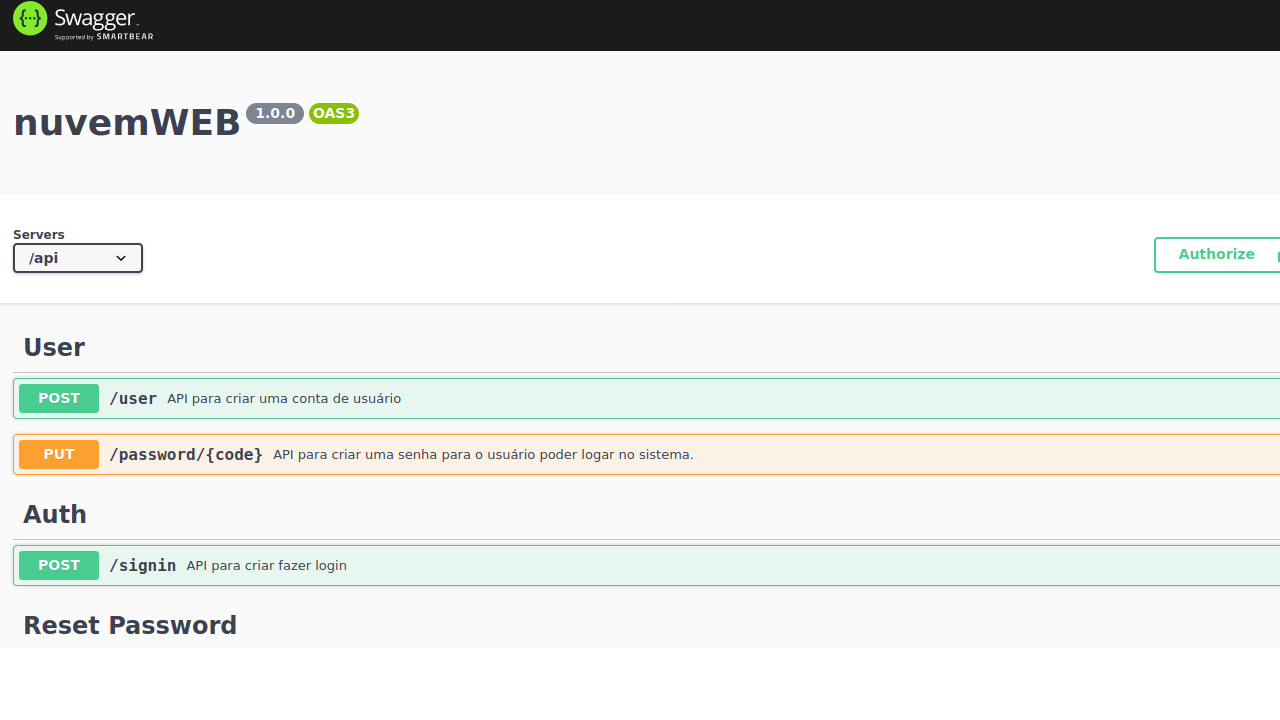 {···} Swagger.
Supported by SMARTBEAR
nuvemWEB 1.0.0 OAS3
Servers
/api
Authorize
User
POST /user API para criar uma conta de usuário
PUT /password/{code} API para criar uma senha para o usuário poder logar no sistema.
Auth
POST /signin API para criar fazer login
Reset Password